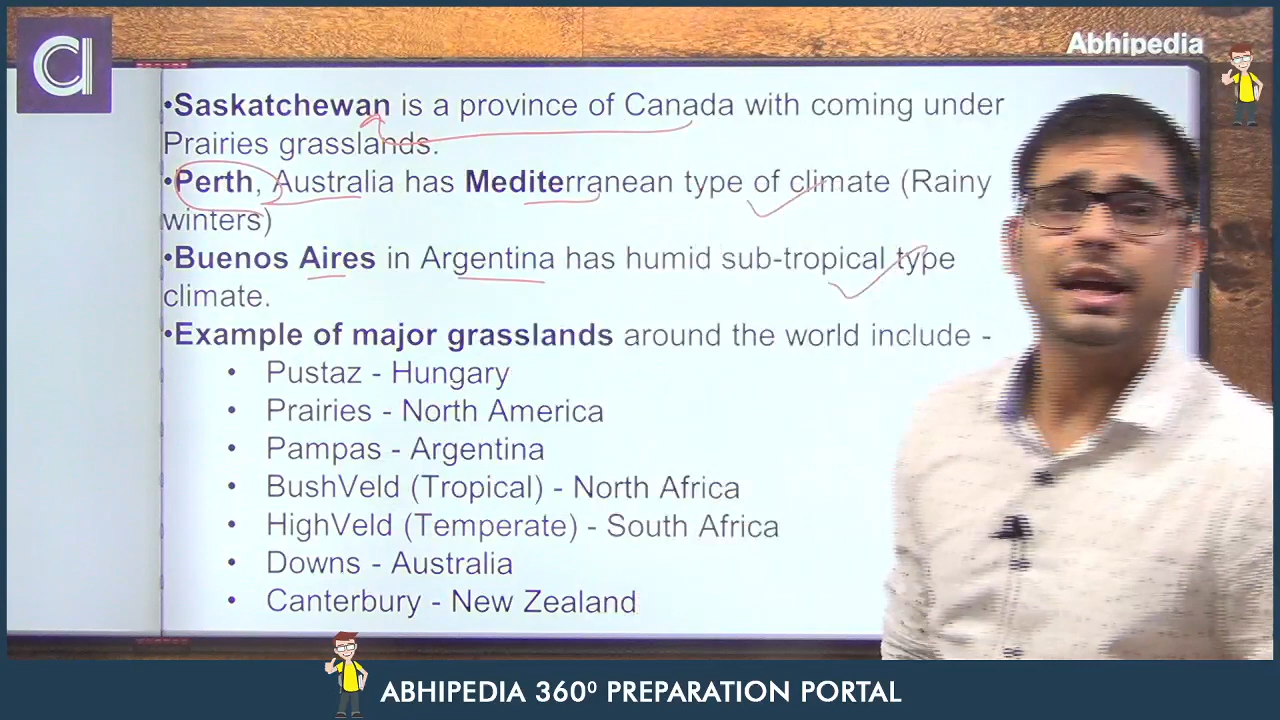 Abhipedia
•Saskatchewan is a province of Canada with coming under
Prairies grasslands.
•Perth, Australia has Mediterranean type of climate (Rainy
winters)
•Buenos Aires in Argentina has humid sub-tropical type
climate.
•Example of major grasslands around the world include -
• Pustaz - Hungary
• Prairies - North America
• Pampas - Argentina
• BushVeld (Tropical) - North Africa
• HighVeld (Temperate) - South Africa
• Downs - Australia
• Canterbury - New Zealand
ABHIPEDIA 360⁰ PREPARATION PORTAL